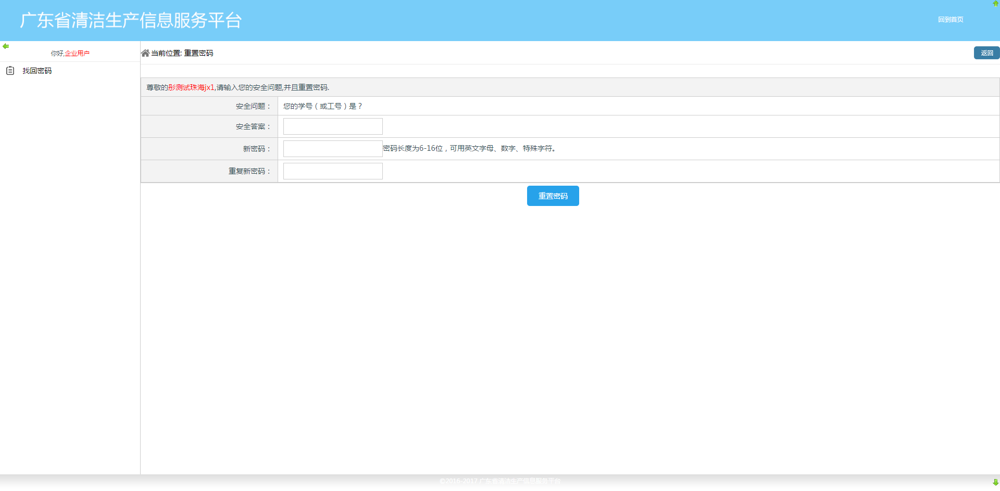 广东省清洁生产信息服务平台
回到首页
你好,企业用户
当前位置: 重置密码
返回
找回密码
尊敬的彤测试珠海jx1,请输入您的安全问题,并且重置密码.
安全问题： 您的学号（或工号）是？
安全答案：
新密码： 密码长度为6-16位，可用英文字母、数字、特殊字符。
重复新密码：
重置密码
©2016-2017 广东省清洁生产信息服务平台